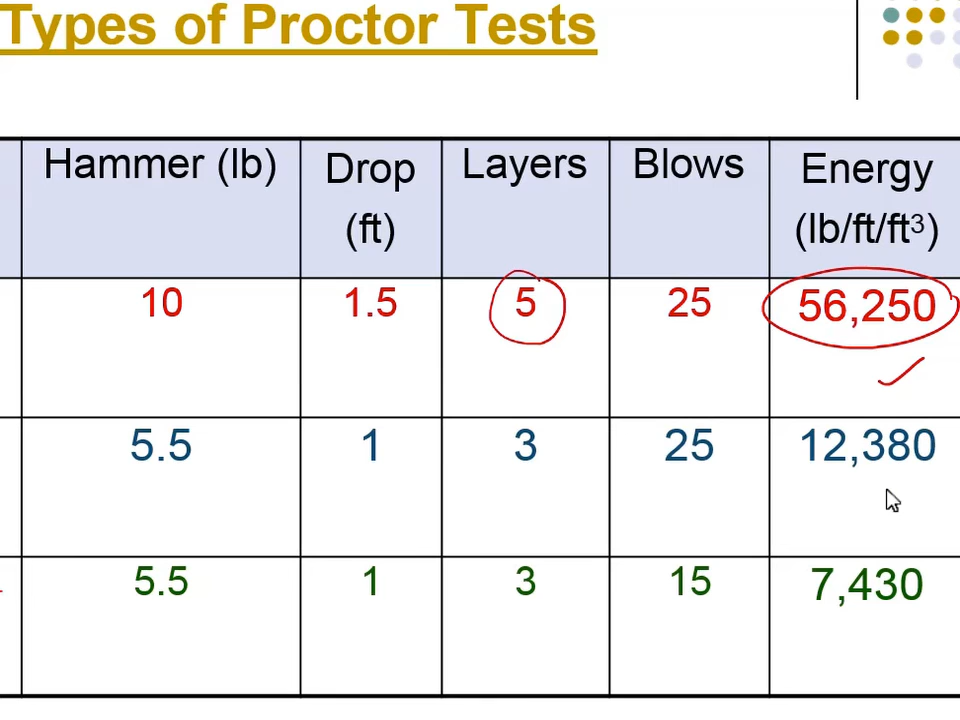 Types of Proctor Tests
Hammer (lb) Drop (ft) Layers Blows Energy (lb/ft/ft³)
10 1.5 5 25 56,250
5.5 1 3 25 12,380
5.5 1 3 15 7,430